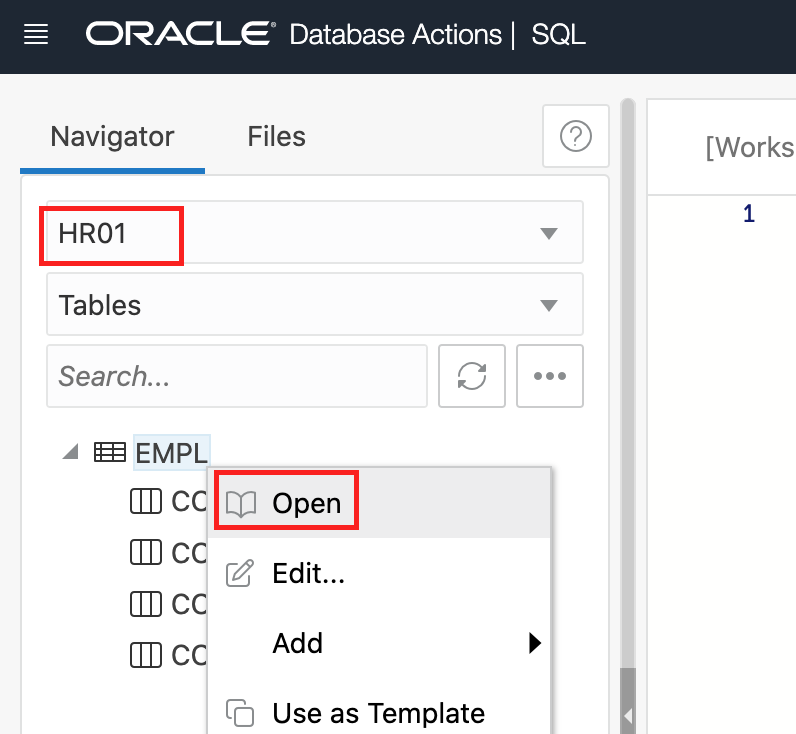 ORACLE® Database Actions | SQL
Navigator Files
[Works
1
HR01
Tables
Search...
EMPL
CO
CO
CO
CO
Open
Edit...
Add
Use as Template